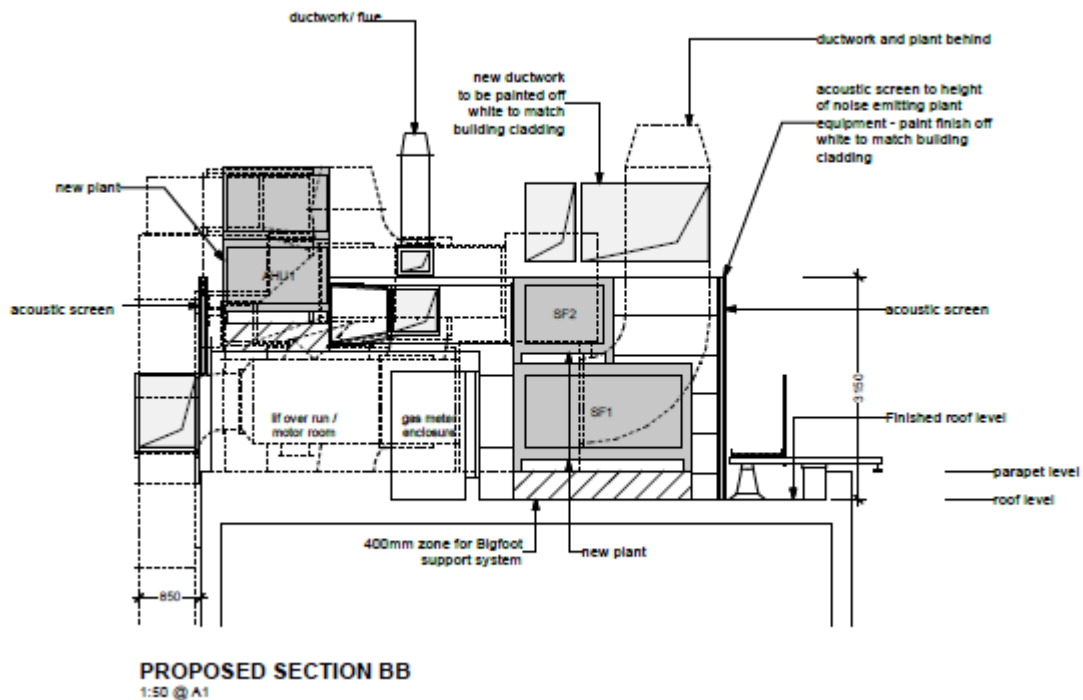 ductwork/ flue
ductwork and plant behind
new ductwork
to be painted off
white to match
building cladding
acoustic screen to height
of noise emitting plant
equipment - paint finish off
white to match building
cladding
new plant
AHU1
acoustic screen
SF2
acoustic screen
3150
SF1
lif over run /
motor room
gas meter
enclosure
Finished roof level
parapet level
roof level
400mm zone for Bigfoot
support system
new plant
850
PROPOSED SECTION BB
1:50 @ A1